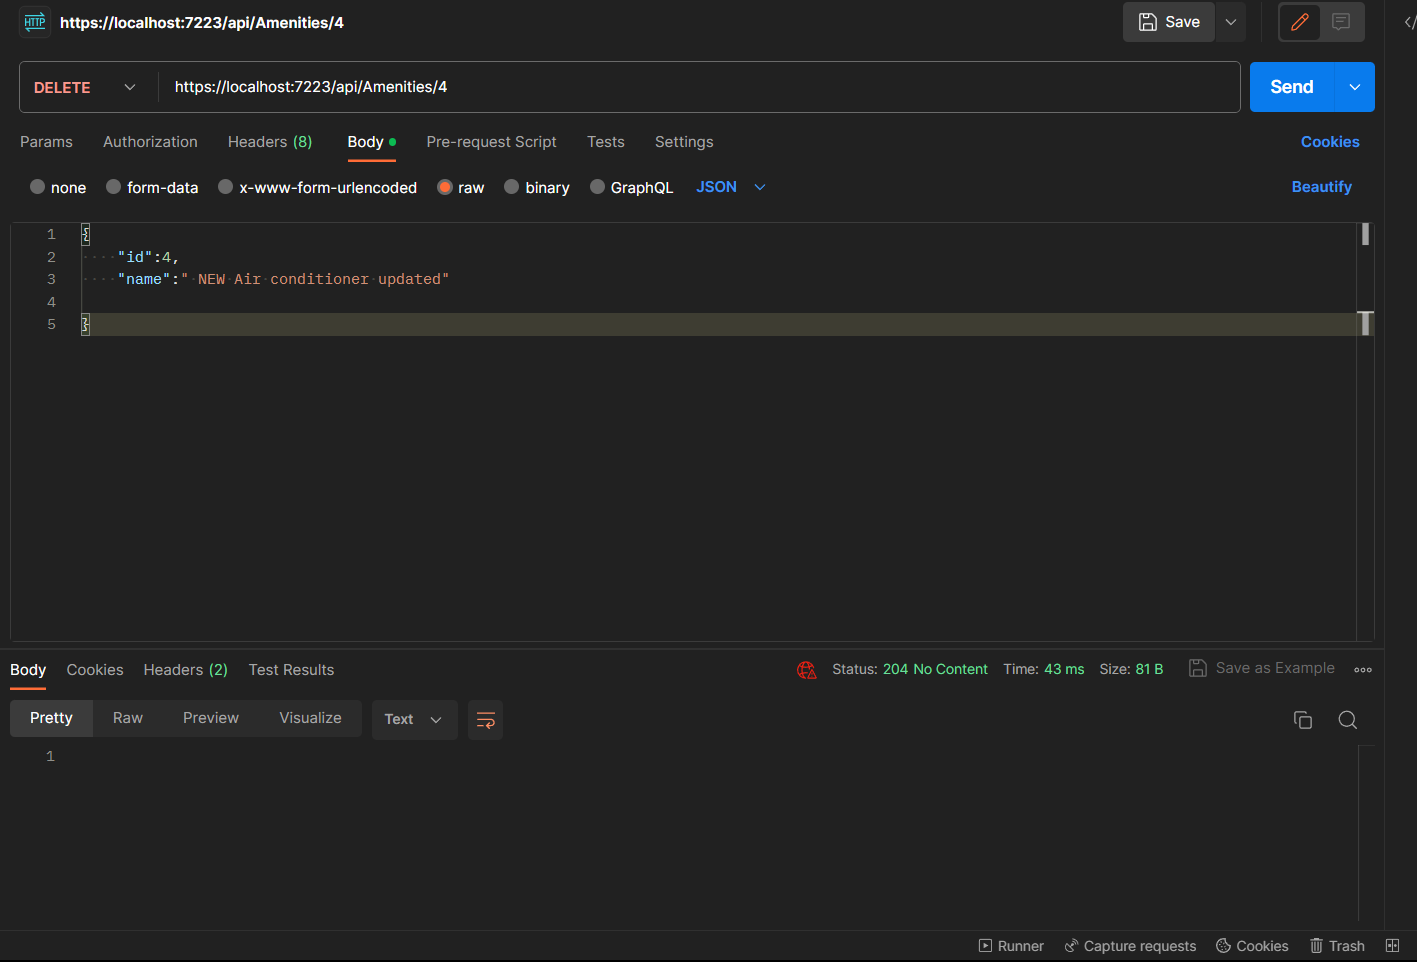 HTTP https://localhost:7223/api/Amenities/4 Save
DELETE https://localhost:7223/api/Amenities/4 Send
Params Authorization Headers (8) Body Pre-request Script Tests Settings Cookies
none form-data x-www-form-urlencoded raw binary GraphQL JSON Beautify
1 {
2 "id":4,
3 "name":" NEW Air conditioner updated"
4
5 }
Body Cookies Headers (2) Test Results Status: 204 No Content Time: 43 ms Size: 81 B Save as Example
Pretty Raw Preview Visualize Text
1
Runner Capture requests Cookies Trash